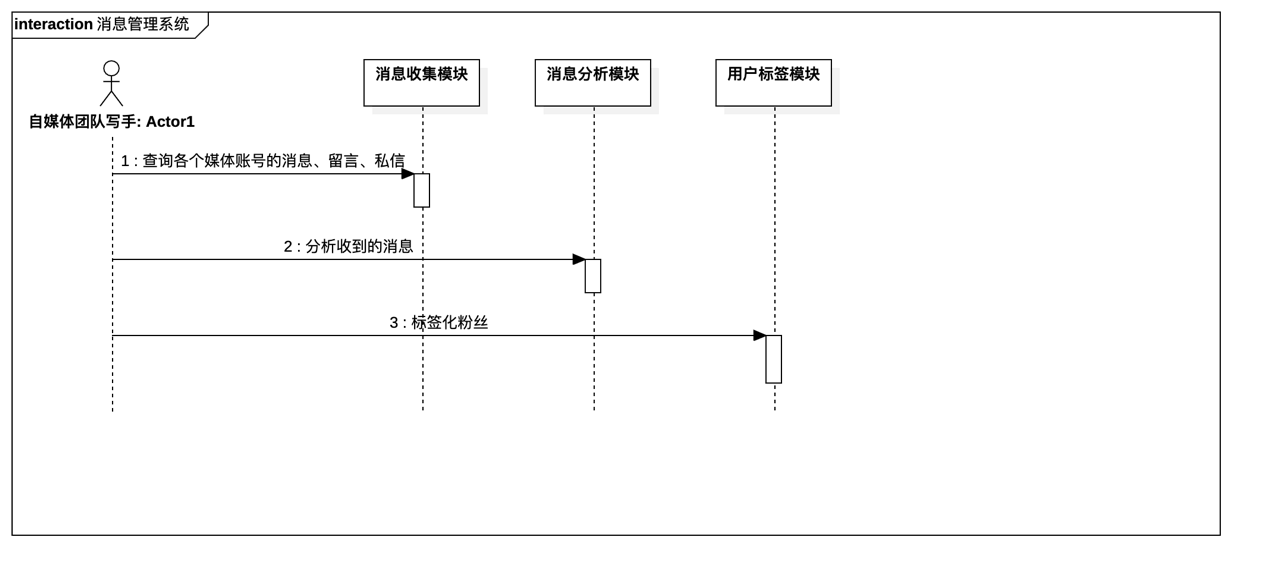 interaction 消息管理系统
消息收集模块
消息分析模块
用户标签模块
自媒体团队写手: Actor1
1 : 查询各个媒体账号的消息、留言、私信
2 : 分析收到的消息
3 : 标签化粉丝